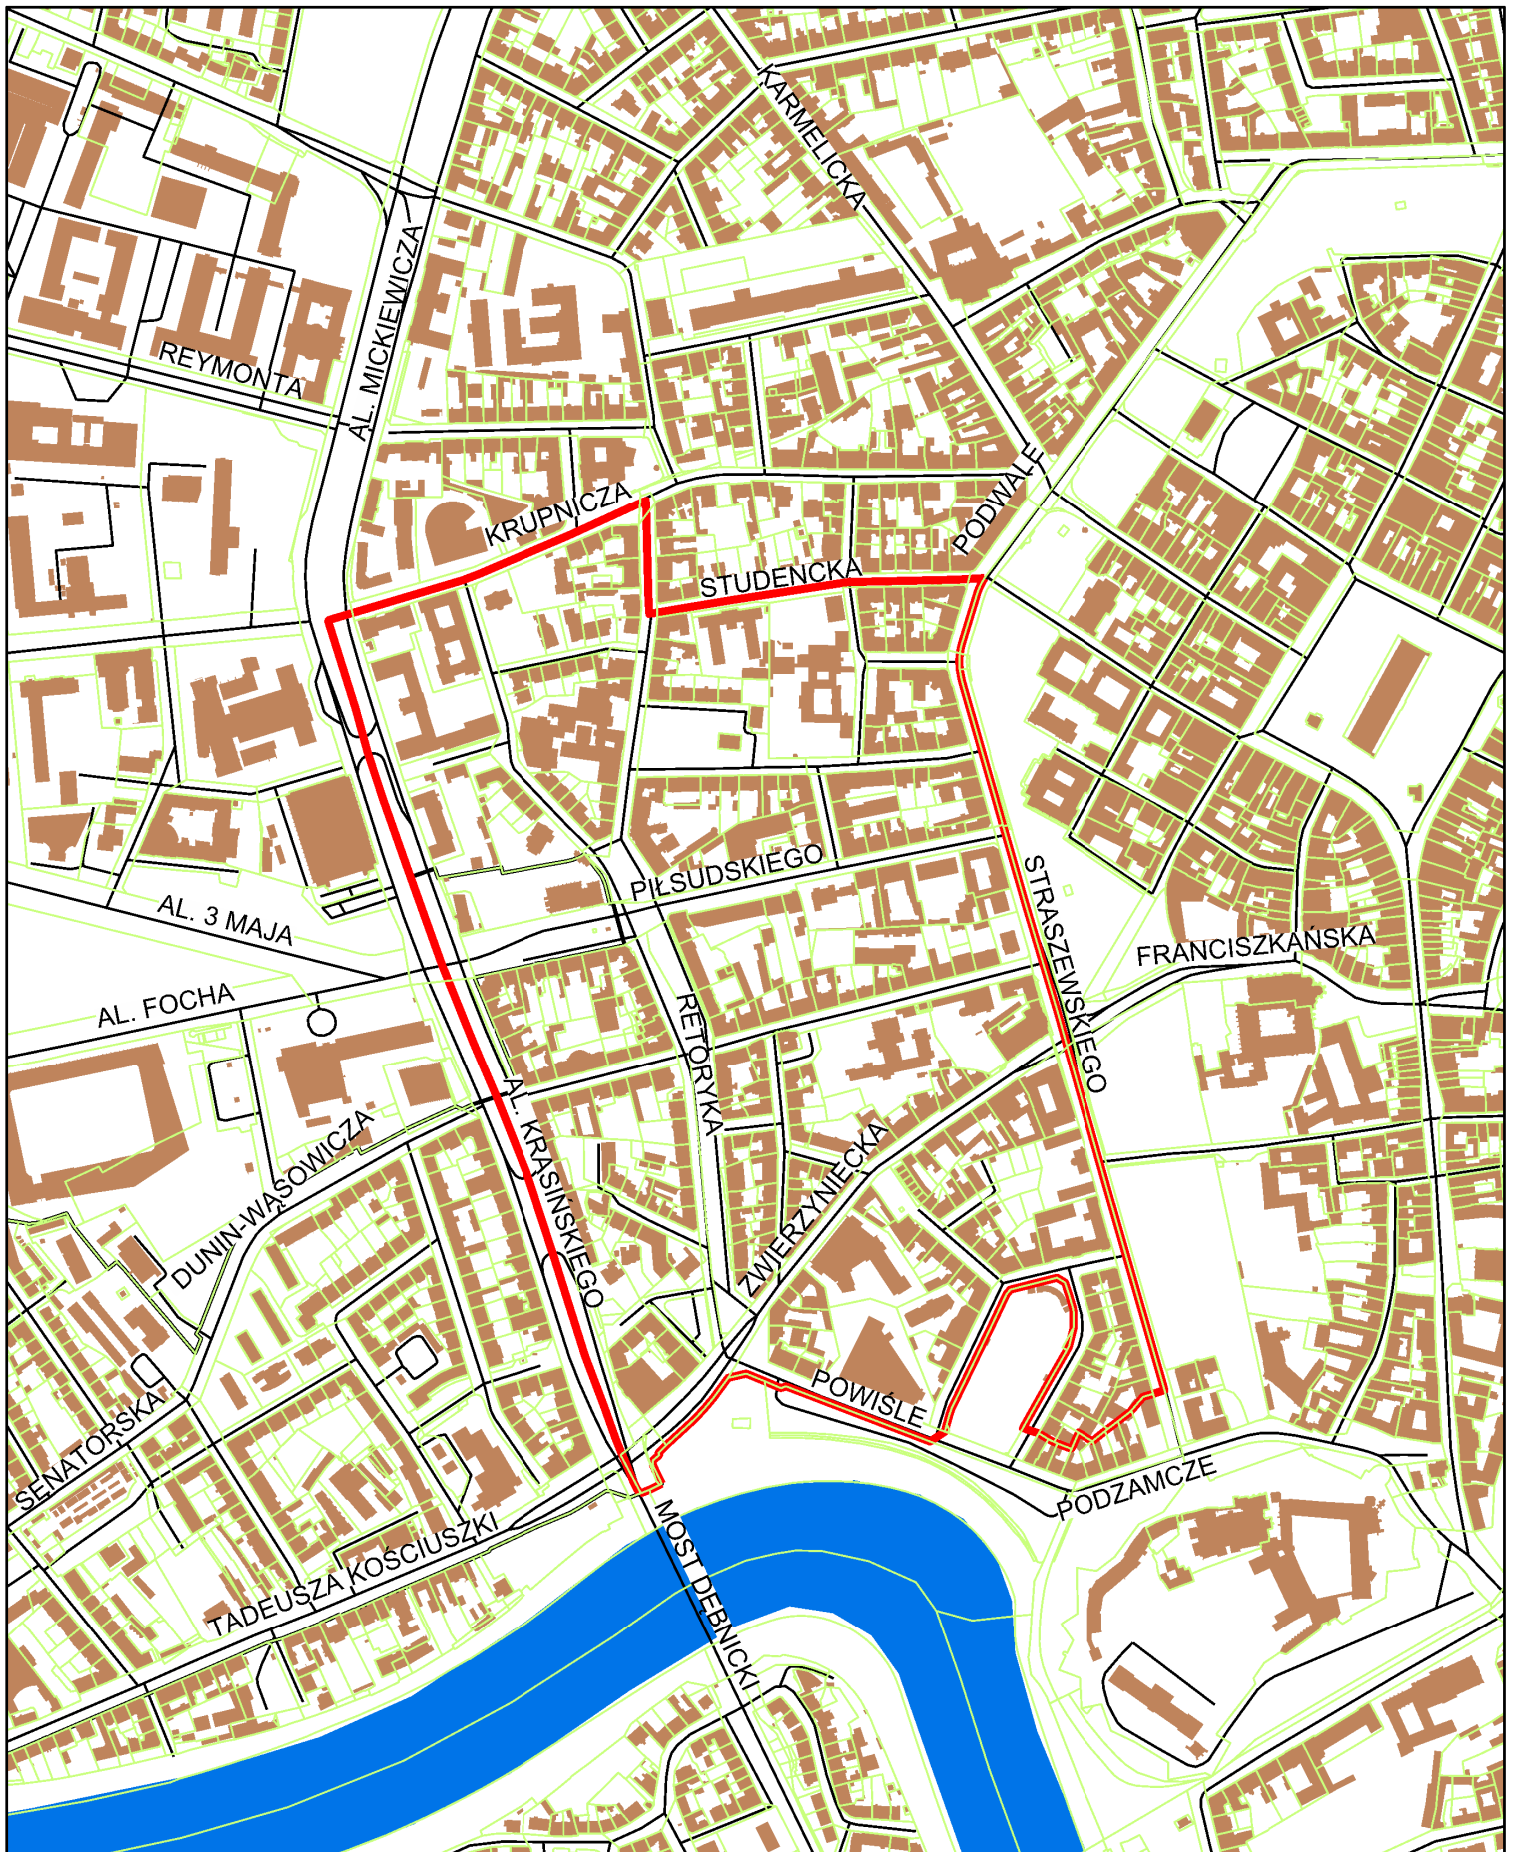 KARMELICKA
AL. MICKIEWICZA
REYMONTA
PODWALE
KRUPNICZA
STUDENCKA
PIŁSUDSKIEGO
STRASZEWSKIEGO
AL. 3 MAJA
FRANCISZKAŃSKA
AL. FOCHA
RETORYKA
AL. KRASIŃSKIEGO
DUNIN-WĄSOWICZA
ZWIERZYNIECKA
POWIŚLE
SENATORSKA
PODZAMCZE
TADEUSZA KOŚCIUSZKI
MOST DĘBNICKI